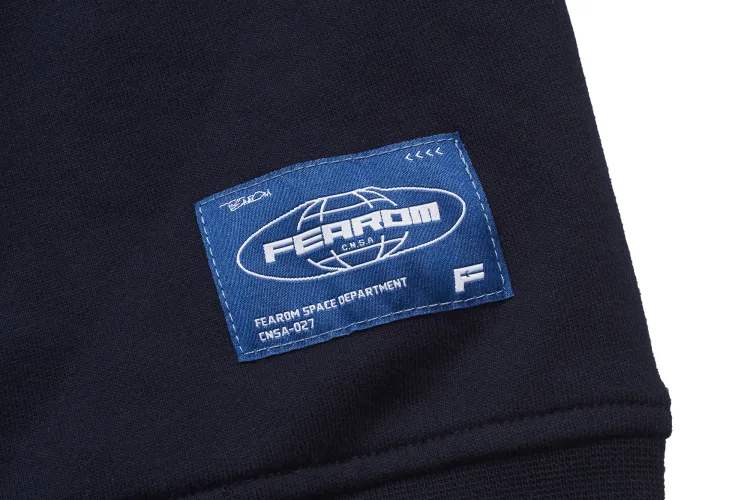 <<<<
FEAROM
C.N.S.A
FEAROM SPACE DEPARTMENT
CNSA-027
F